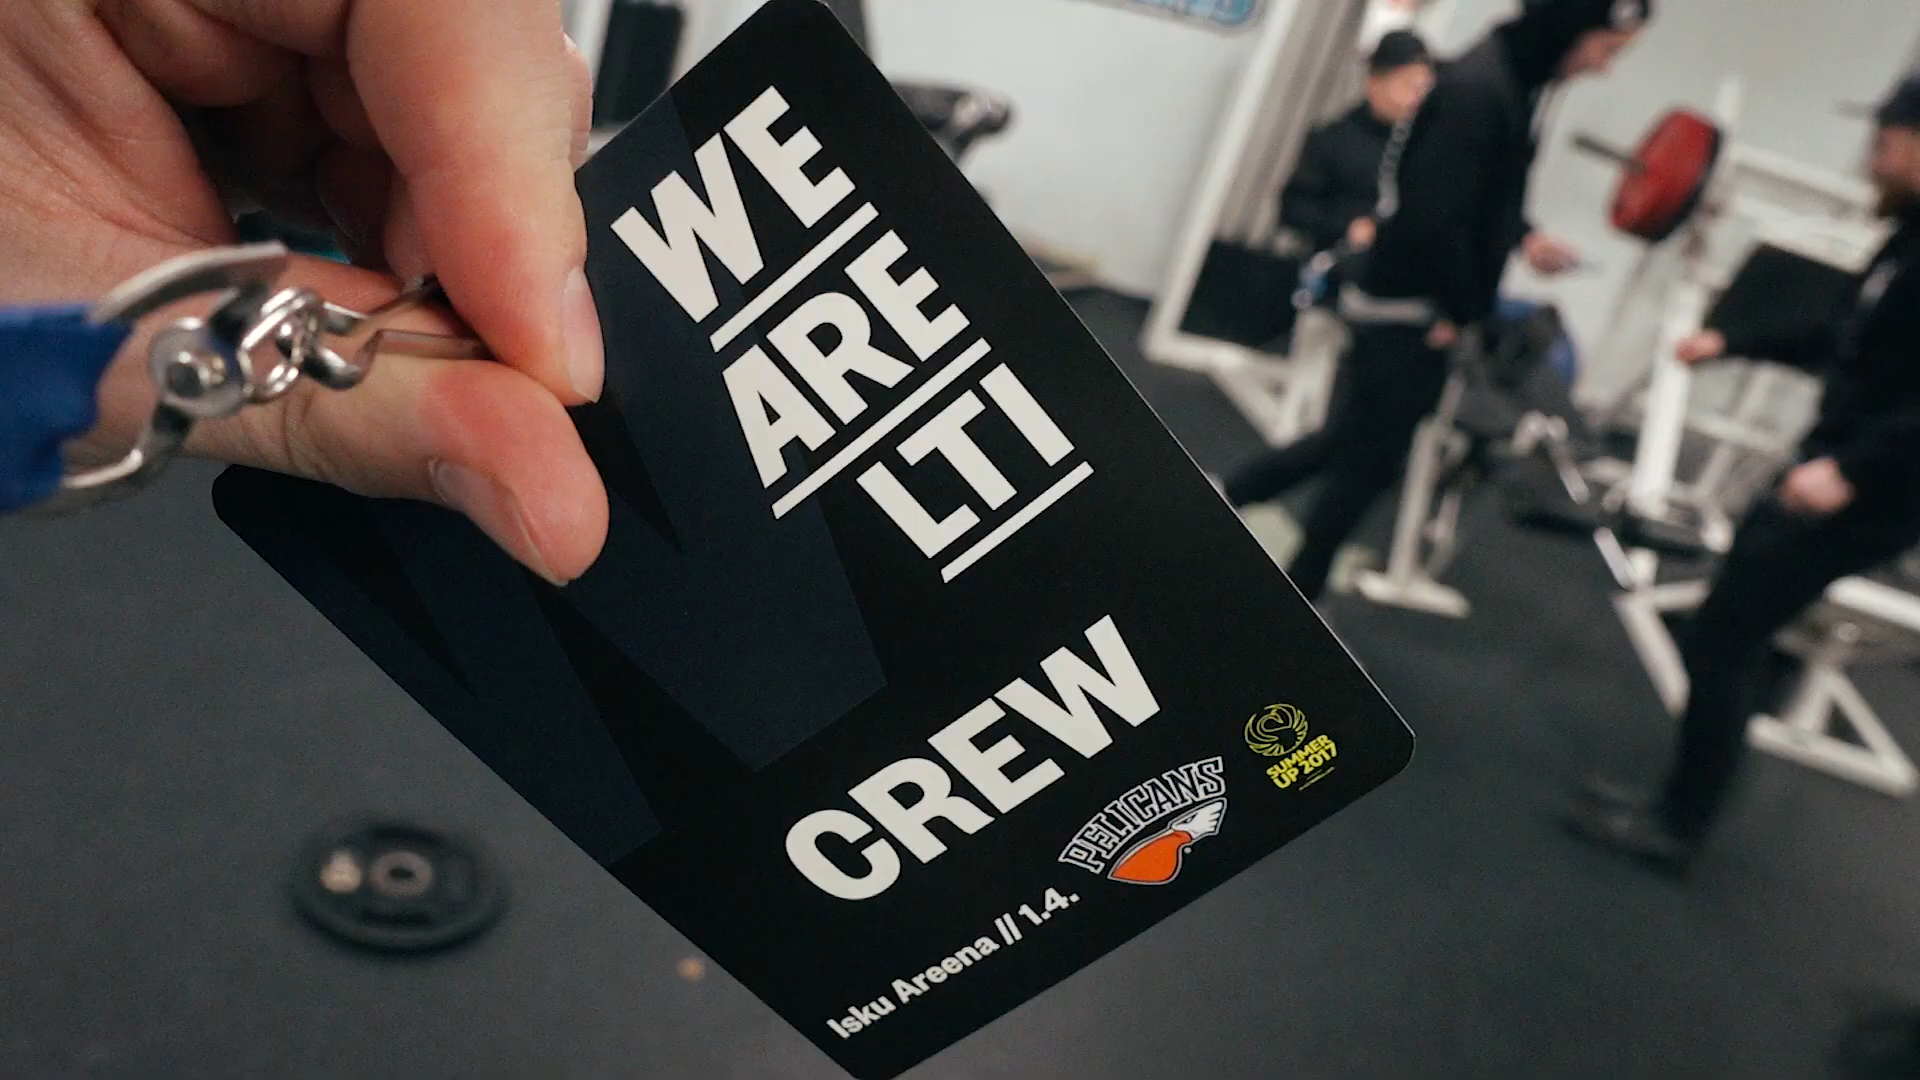 WE
ARE
LTI
CREW
SUMMER
UP 2017
PELICANS
Isku Areena // 1.4.